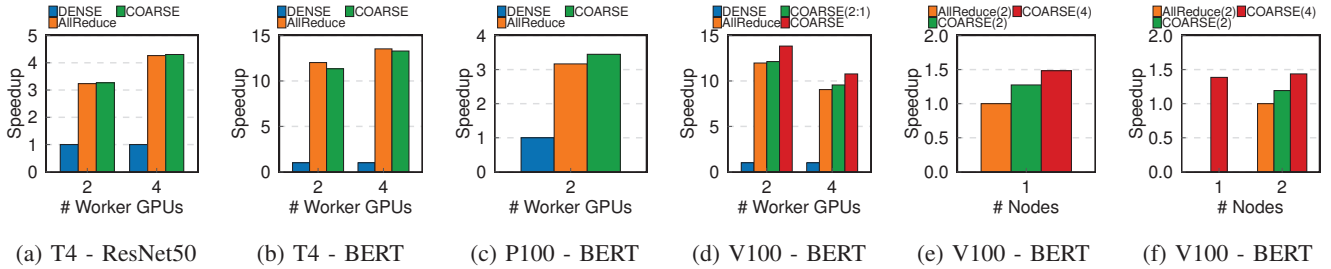 DENSE COARSE
AllReduce
Speedup
5
4
3
2
1
0
2 4
# Worker GPUs
(a) T4 - ResNet50
DENSE COARSE
AllReduce
Speedup
15
10
5
0
2 4
# Worker GPUs
(b) T4 - BERT
DENSE COARSE
AllReduce
Speedup
4
3
2
1
0
2
# Worker GPUs
(c) P100 - BERT
DENSE COARSE(2:1)
AllReduce COARSE
Speedup
15
10
5
0
2 4
# Worker GPUs
(d) V100 - BERT
AllReduce(2) COARSE(4)
COARSE(2)
Speedup
2.0
1.5
1.0
0.5
0.0
1
# Nodes
(e) V100 - BERT
AllReduce(2) COARSE(4)
COARSE(2)
Speedup
2.0
1.5
1.0
0.5
0.0
1 2
# Nodes
(f) V100 - BERT